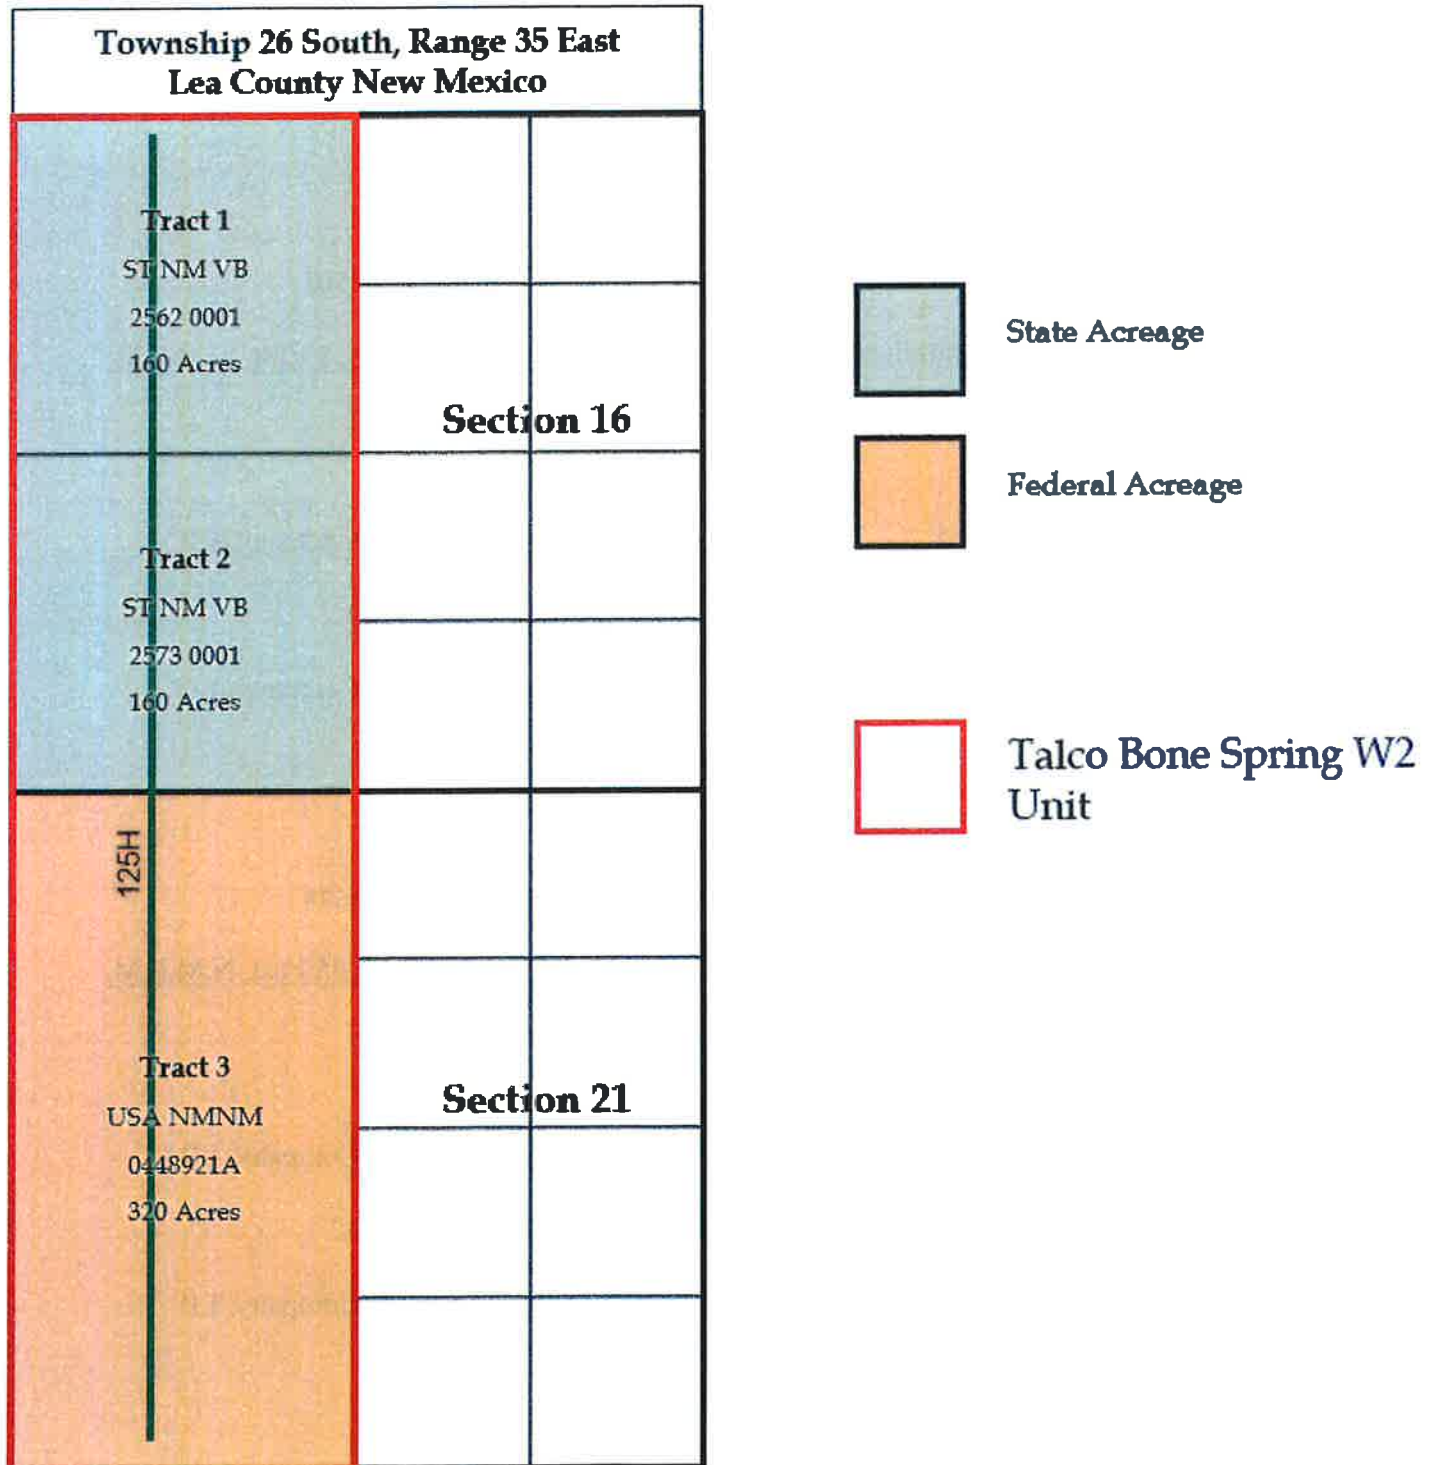 Township 26 South, Range 35 East
Lea County New Mexico
Tract 1
ST NM VB
2562 0001
160 Acres
Section 16
Tract 2
ST NM VB
2573 0001
160 Acres
125H
Tract 3
USA NMNM
0448921A
320 Acres
Section 21
State Acreage
Federal Acreage
Talco Bone Spring W2
Unit